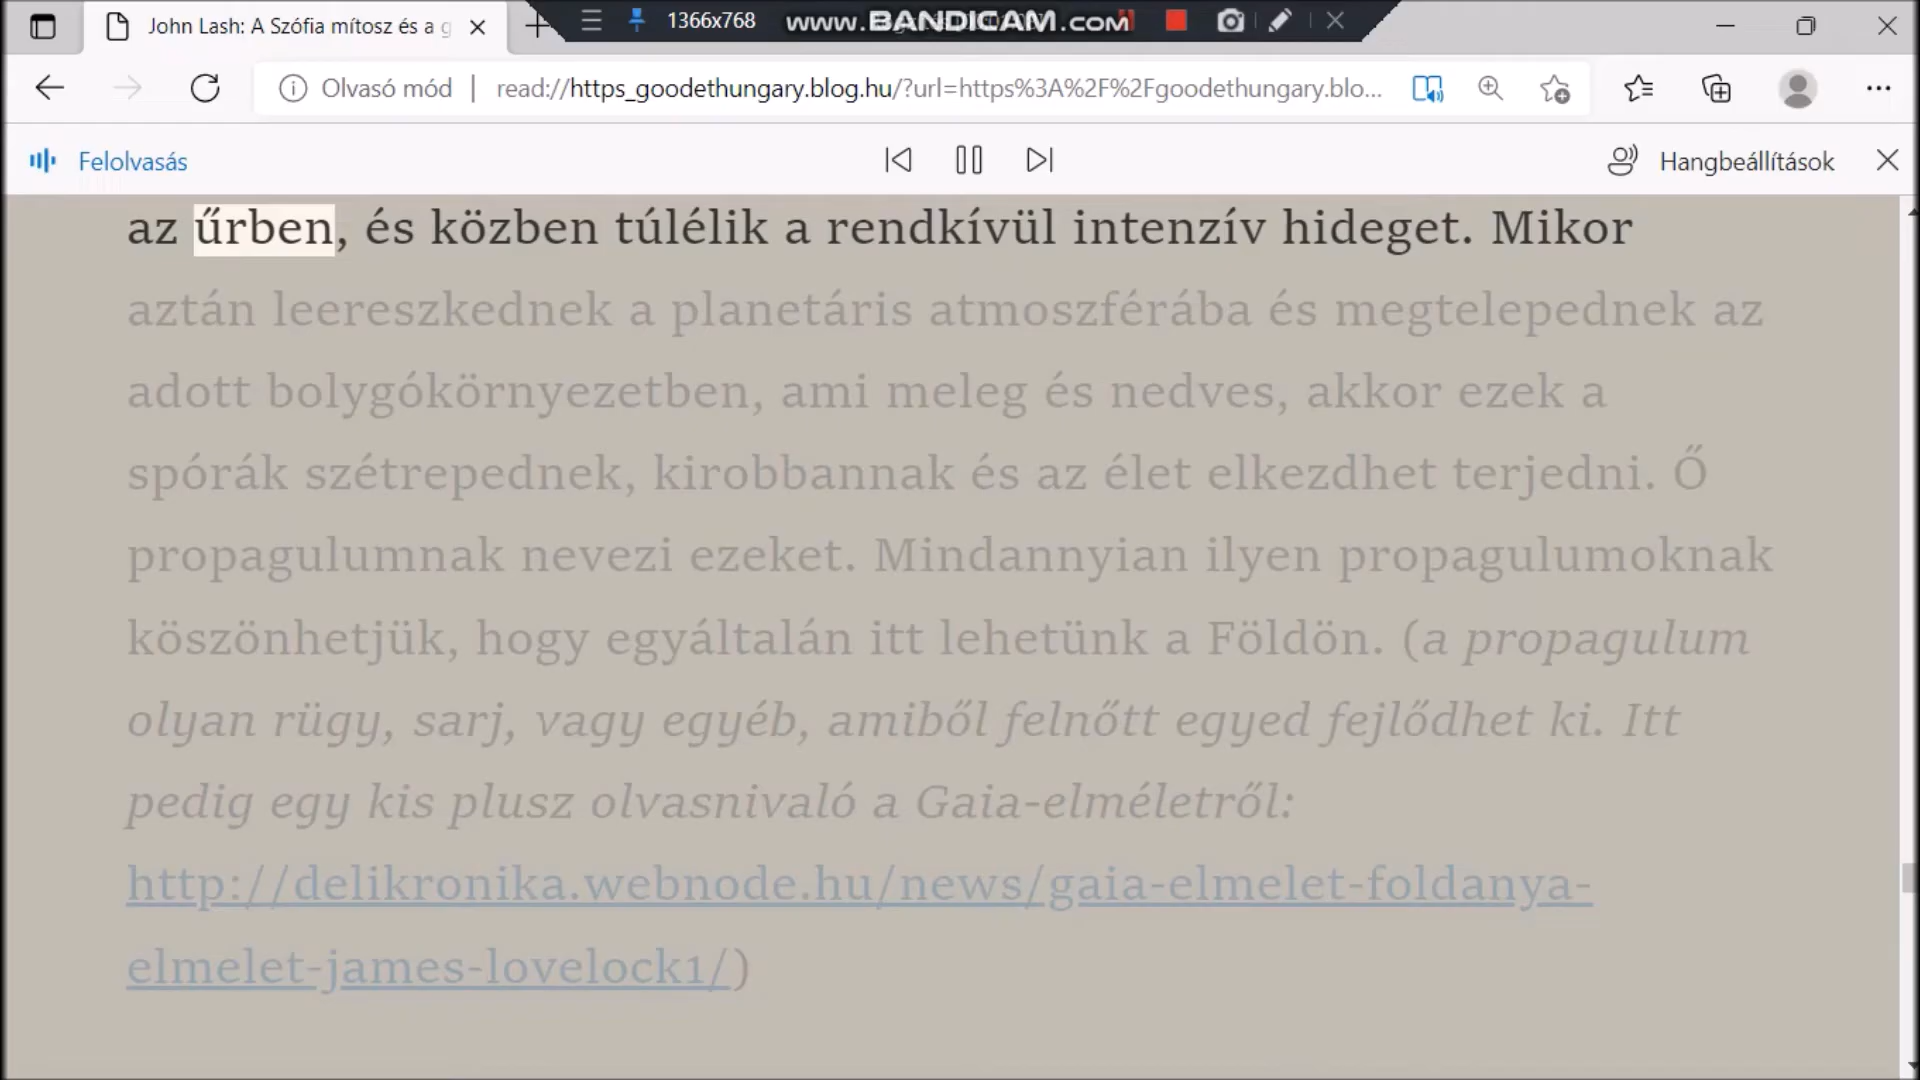 John Lash: A Szófia mítosz és a g
1366x768
www.BANDICAM.com
Olvasó mód
read://https_goodethungary.blog.hu/?url=https%3A%2F%2Fgoodethungary.blo...
Felolvasás
Hangbeállítások
az űrben, és közben túlélik a rendkívül intenzív hideget. Mikor
aztán leereszkednek a planetáris atmoszférába és megtelepednek az
adott bolygókörnyezetben, ami meleg és nedves, akkor ezek a
spórák szétrepednek, kirobbannak és az élet elkezdhet terjedni. Ő
propagulumnak nevezi ezeket. Mindannyian ilyen propagulumoknak
köszönhetjük, hogy egyáltalán itt lehetünk a Földön. (a propagulum
olyan rügy, sarj, vagy egyéb, amiből felnőtt egyed fejlődhet ki. Itt
pedig egy kis plusz olvasnivaló a Gaia-elméletről:
http://delikronika.webnode.hu/news/gaia-elmelet-foldanya-
elmelet-james-lovelock1/)